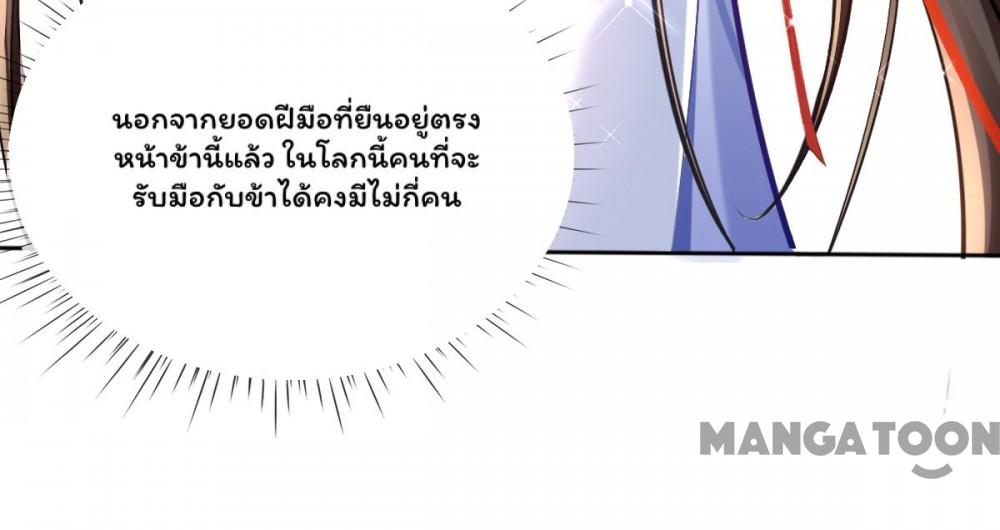 นอกจากยอดฝีมือที่ยืนอยู่ตรง
หน้าข้านี้แล้ว ในโลกนี้คนที่จะ
รับมือกับข้าได้คงมีไม่กี่คน
MANGATOON